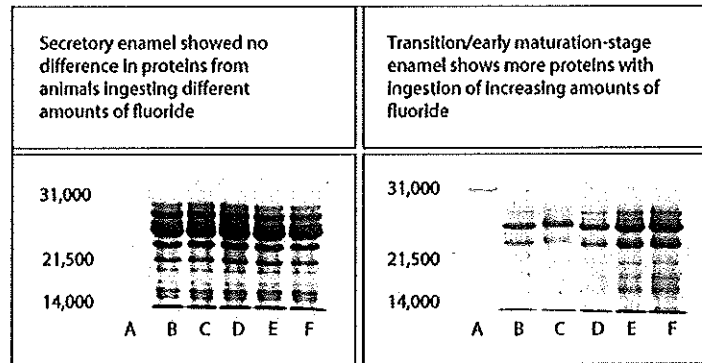 Secretory enamel showed no
difference in proteins from
animals ingesting different
amounts of fluoride
Transition/early maturation-stage
enamel shows more proteins with
ingestion of increasing amounts of
fluoride
31,000
21,500
14,000
A B C D E F
31,000
21,500
14,000
A B C D E F